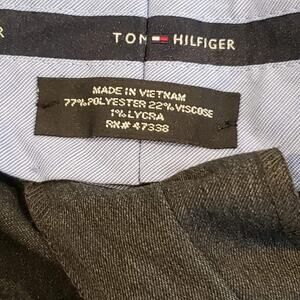 R
TOMMY HILFIGER
MADE IN VIETNAM
77% POLYESTER 22% VISCOSE
1% LYCRA
RN# 47338